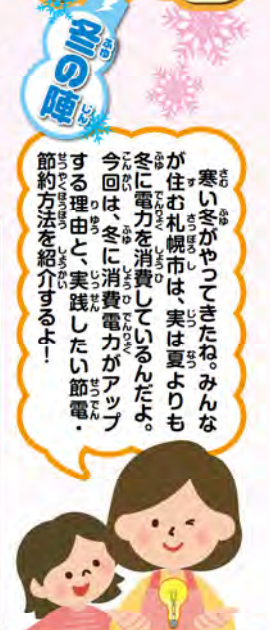 冬の陣
寒い冬がやってきたね。みんな
が住む札幌市は、実は夏よりも
冬に電力を消費しているんだよ。
今回は、冬に消費電力がアップ
する理由と、実践したい節電・
節約方法を紹介するよ！